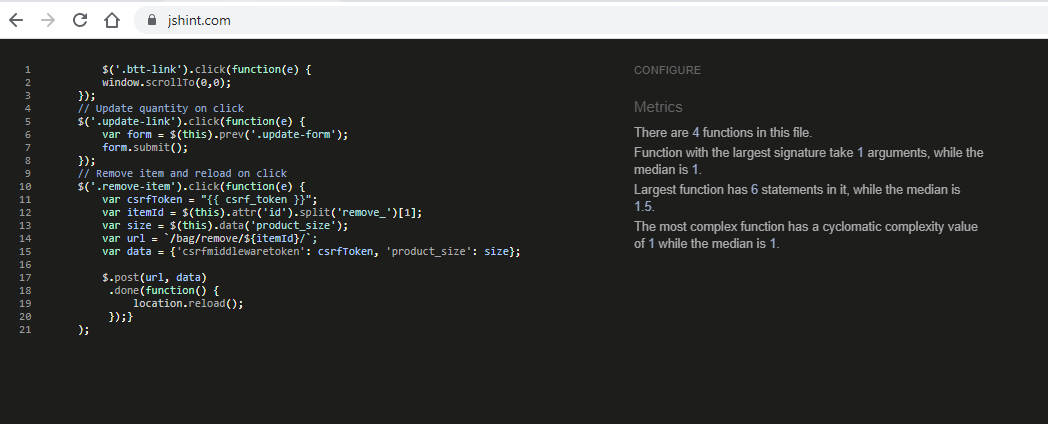 jshint.com
1 $('.btt-link').click(function(e) {
2 window.scrollTo(0,0);
3 });
4 // Update quantity on click
5 $('.update-link').click(function(e) {
6 var form = $(this).prev('.update-form');
7 form.submit();
8 });
9 // Remove item and reload on click
10 $('.remove-item').click(function(e) {
11 var csrfToken = "{{ csrf_token }}";
12 var itemId = $(this).attr('id').split('remove_')[1];
13 var size = $(this).data('product_size');
14 var url = `/bag/remove/${itemId}/`;
15 var data = {'csrfmiddlewaretoken': csrfToken, 'product_size': size};
16
17 $.post(url, data)
18 .done(function() {
19 location.reload();
20 });}
21 );
CONFIGURE
Metrics
There are 4 functions in this file.
Function with the largest signature take 1 arguments, while the
median is 1.
Largest function has 6 statements in it, while the median is
1.5.
The most complex function has a cyclomatic complexity value
of 1 while the median is 1.